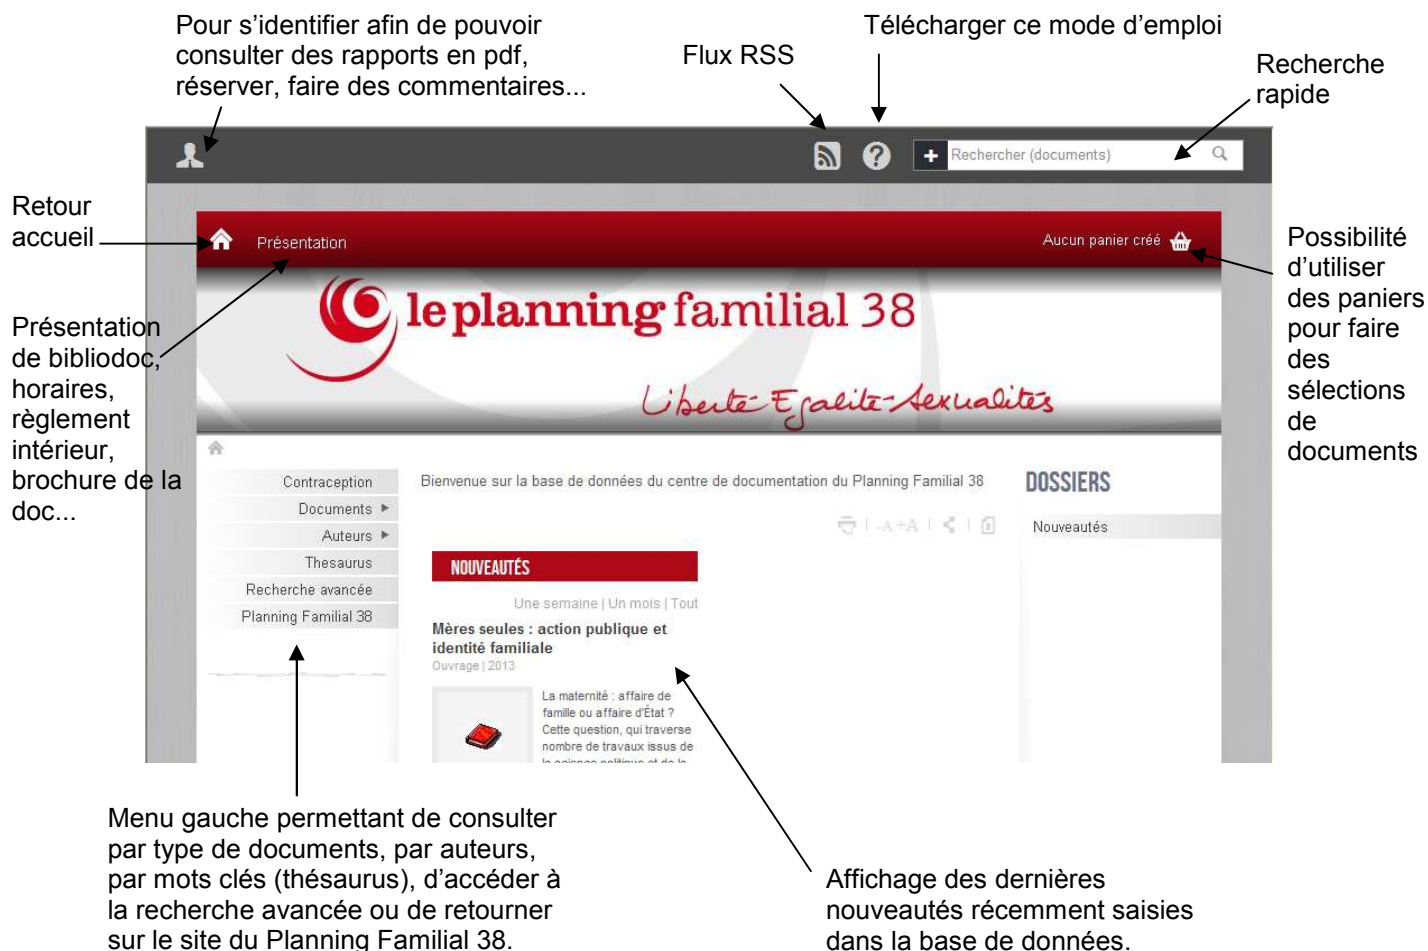 Pour s’identifier afin de pouvoir
consulter des rapports en pdf,
réserver, faire des commentaires...
Flux RSS
Télécharger ce mode d’emploi
Recherche
rapide
Rechercher (documents)
Retour
accueil
Présentation
Aucun panier créé
Possibilité
d’utiliser
des paniers
pour faire
des
sélections
de
documents
le planning familial 38
Liberté-Egalité-Sexualités
Présentation
de bibliodoc,
horaires,
règlement
intérieur,
brochure de la
doc...
Contraception
Documents
Auteurs
Thesaurus
Recherche avancée
Planning Familial 38
Bienvenue sur la base de données du centre de documentation du Planning Familial 38
-A +A
DOSSIERS
Nouveautés
NOUVEAUTÉS
Une semaine | Un mois | Tout
Mères seules : action publique et
identité familiale
Ouvrage | 2013
La maternité : affaire de
famille ou affaire d'État ?
Cette question, qui traverse
nombre de travaux issus de
la science politique et de la
Menu gauche permettant de consulter
par type de documents, par auteurs,
par mots clés (thésaurus), d’accéder à
la recherche avancée ou de retourner
sur le site du Planning Familial 38.
Affichage des dernières
nouveautés récemment saisies
dans la base de données.